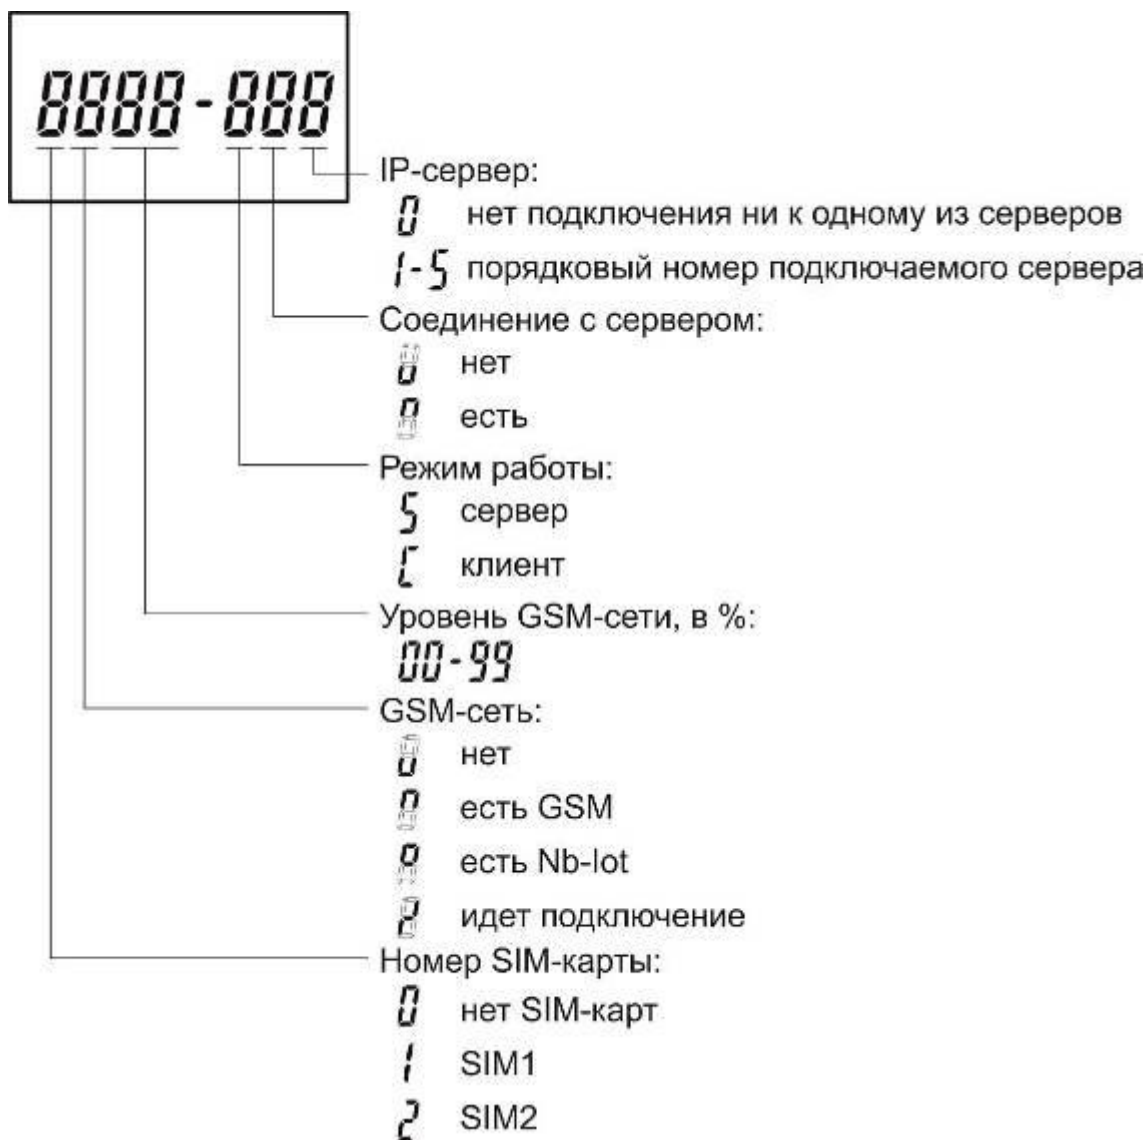 8888-888
IP-сервер:
0 нет подключения ни к одному из серверов
1-5 порядковый номер подключаемого сервера
Соединение с сервером:
нет
есть
Режим работы:
S сервер
C клиент
Уровень GSM-сети, в %:
00-99
GSM-сеть:
нет
есть GSM
есть Nb-Iot
идет подключение
Номер SIM-карты:
0 нет SIM-карт
1 SIM1
2 SIM2